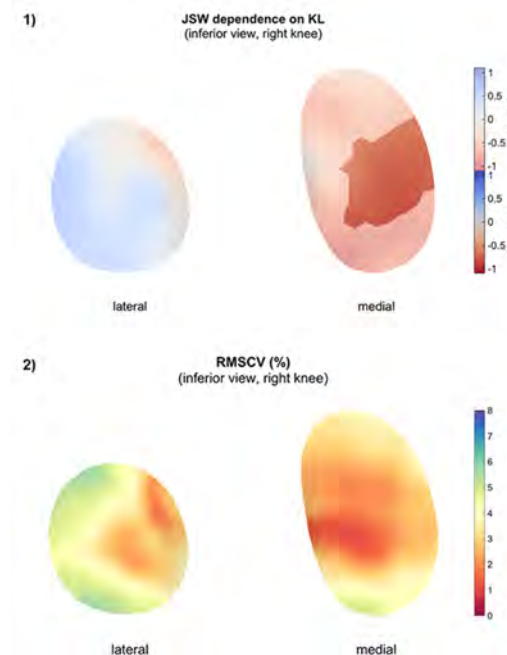 1)
JSW dependence on KL
(inferior view, right knee)
1
0.5
0
-0.5
-1
1
0.5
0
-0.5
-1
lateral
medial
2)
RMSCV (%)
(inferior view, right knee)
8
7
6
5
4
3
2
1
0
lateral
medial